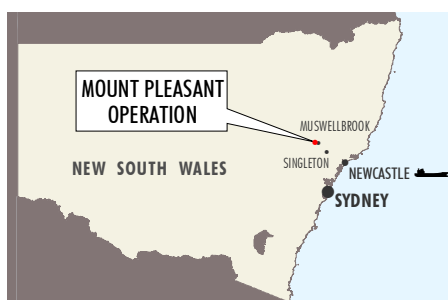 MOUNT PLEASANT
OPERATION
MUSWELLBROOK
SINGLETON
NEW SOUTH WALES
NEWCASTLE
SYDNEY